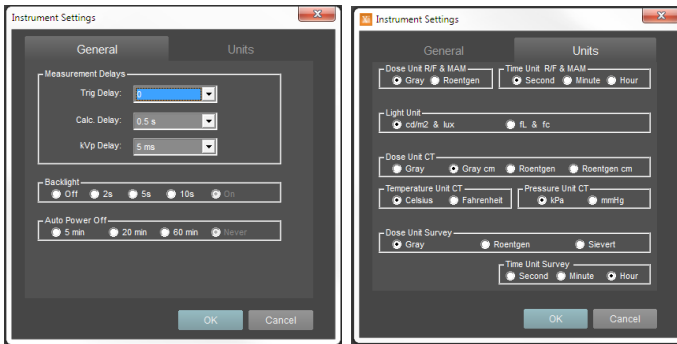 Instrument Settings
General Units
Measurement Delays
Trig Delay: 0
Calc. Delay: 0.5 s
kVp Delay: 5 ms
Backlight
Off 2s 5s 10s On
Auto Power Off
5 min 20 min 60 min Never
OK Cancel
Instrument Settings
General Units
Dose Unit R/F & MAM Time Unit R/F & MAM
Gray Roentgen Second Minute Hour
Light Unit
cd/m2 & lux fL & fc
Dose Unit CT
Gray Gray cm Roentgen Roentgen cm
Temperature Unit CT Pressure Unit CT
Celsius Fahrenheit kPa mmHg
Dose Unit Survey
Gray Roentgen Sievert
Time Unit Survey
Second Minute Hour
OK Cancel